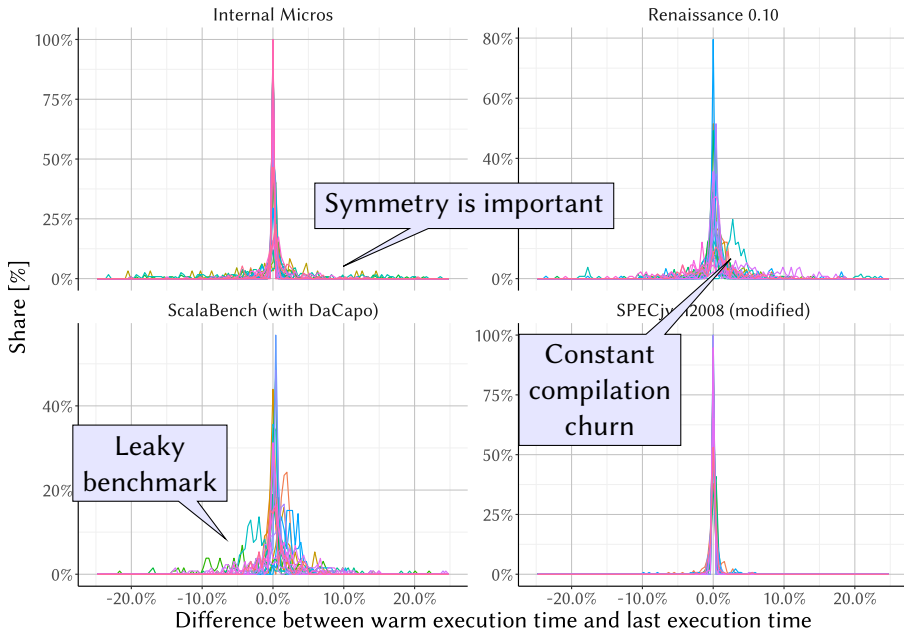 Internal Micros
Renaissance 0.10
100%
75%
50%
25%
0%
80%
60%
40%
20%
0%
Symmetry is important
Share [%]
ScalaBench (with DaCapo)
SPECjv 2008 (modified)
40%
20%
0%
100%
75%
50%
25%
0%
Constant
compilation
churn
Leaky
benchmark
-20.0%
-10.0%
0.0%
10.0%
20.0%
-20.0%
-10.0%
0.0%
10.0%
20.0%
Difference between warm execution time and last execution time